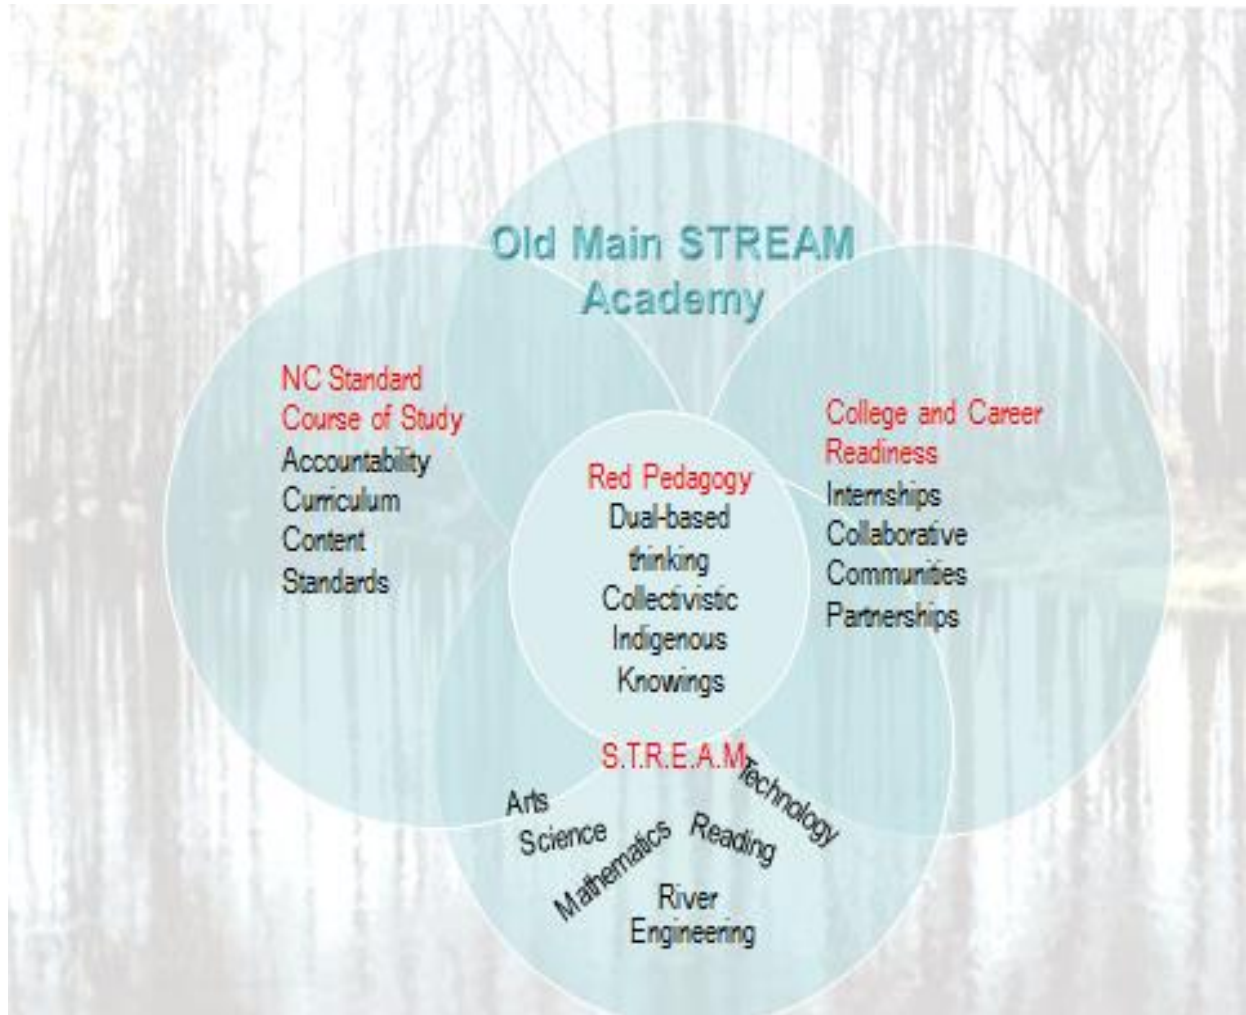 Old Main STREAM
Academy
NC Standard
Course of Study
Accountability
Curriculum
Content
Standards
Red Pedagogy
Dual-based
thinking
Collectivistic
Indigenous
Knowings
College and Career
Readiness
Internships
Collaborative
Communities
Partnerships
S.T.R.E.A.M.
Arts
Science
Mathematics
Reading
Technology
River
Engineering